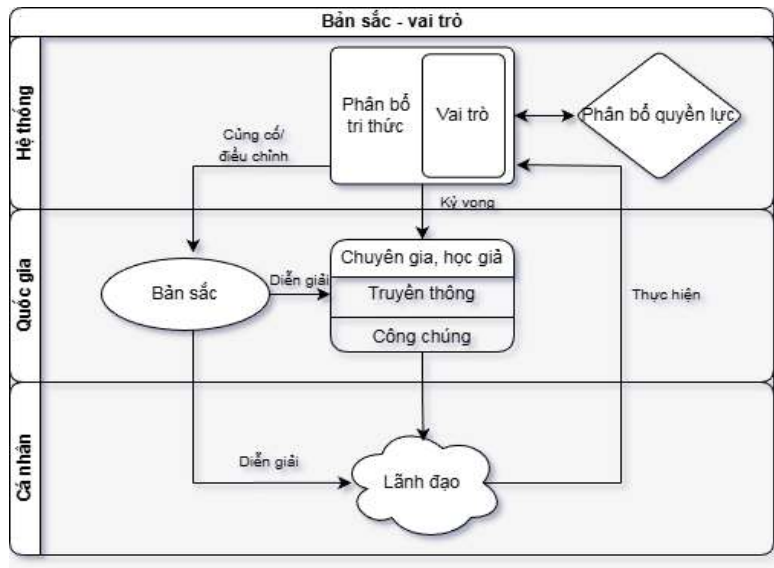 Bản sắc - vai trò
Hệ thống
Phân bổ
tri thức
Vai trò
Phân bổ quyền lực
Củng cố/
điều chỉnh
Kỳ vọng
Quốc gia
Bản sắc
Diễn giải
Chuyên gia, học giả
Truyền thông
Công chúng
Thực hiện
Cá nhân
Diễn giải
Lãnh đạo